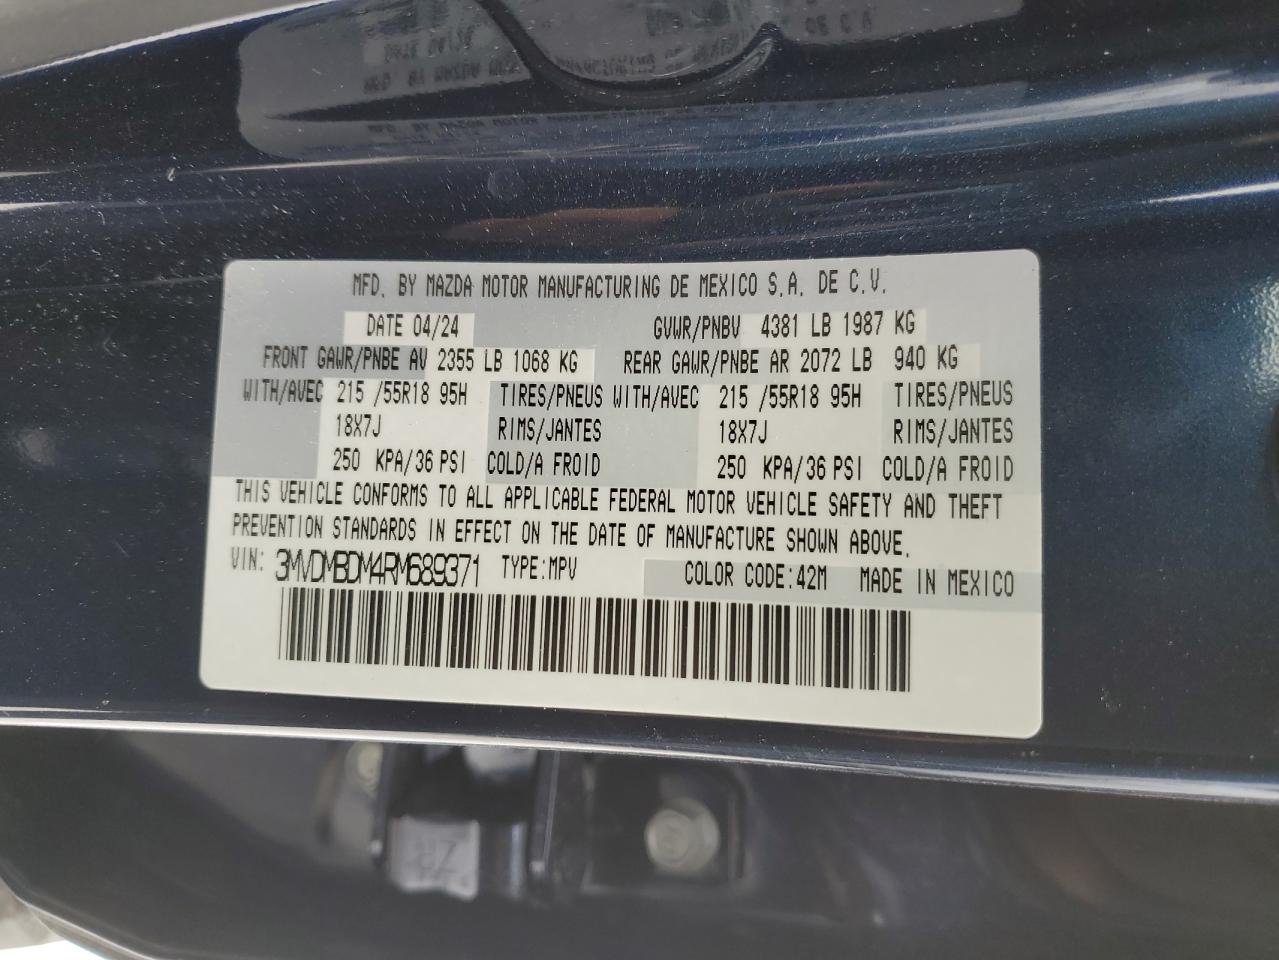 MFD. BY MAZDA MOTOR MANUFACTURING DE MEXICO S.A. DE C.V.
DATE 04/24 GVWR/PNBV 4381 LB 1987 KG
FRONT GAWR/PNBE AV 2355 LB 1068 KG REAR GAWR/PNBE AR 2072 LB 940 KG
WITH/AVEC 215 /55R18 95H TIRES/PNEUS WITH/AVEC 215 /55R18 95H TIRES/PNEUS
18X7J RIMS/JANTES 18X7J RIMS/JANTES
250 KPA/36 PSI COLD/A FROID 250 KPA/36 PSI COLD/A FROID
THIS VEHICLE CONFORMS TO ALL APPLICABLE FEDERAL MOTOR VEHICLE SAFETY AND THEFT
PREVENTION STANDARDS IN EFFECT ON THE DATE OF MANUFACTURE SHOWN ABOVE.
VIN: 3MVDMBDM4RM689371 TYPE:MPV COLOR CODE:42M MADE IN MEXICO